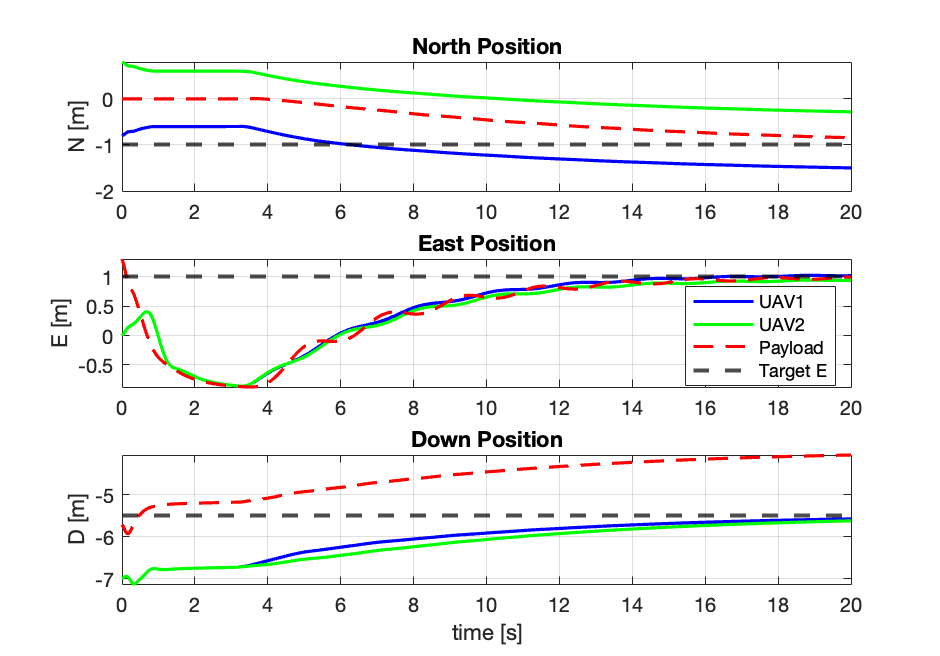 North Position
N [m]
0
-1
-2
0 2 4 6 8 10 12 14 16 18 20
East Position
E [m]
1
0.5
0
-0.5
UAV1
UAV2
Payload
Target E
0 2 4 6 8 10 12 14 16 18 20
Down Position
D [m]
-5
-6
-7
0 2 4 6 8 10 12 14 16 18 20
time [s]